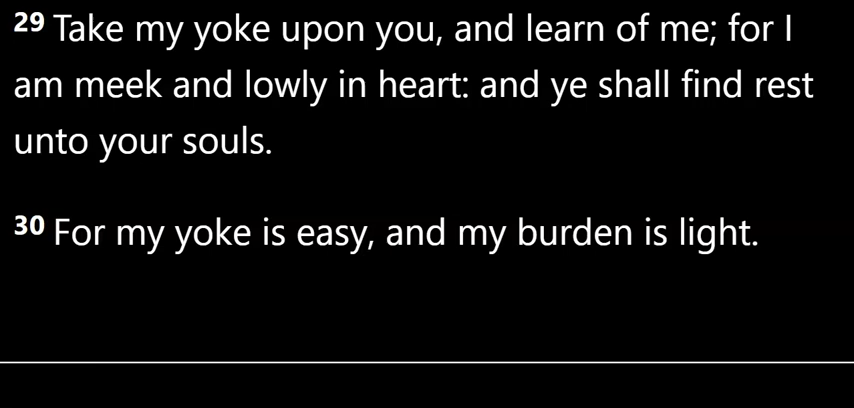 29 Take my yoke upon you, and learn of me; for I
am meek and lowly in heart: and ye shall find rest
unto your souls.
30 For my yoke is easy, and my burden is light.